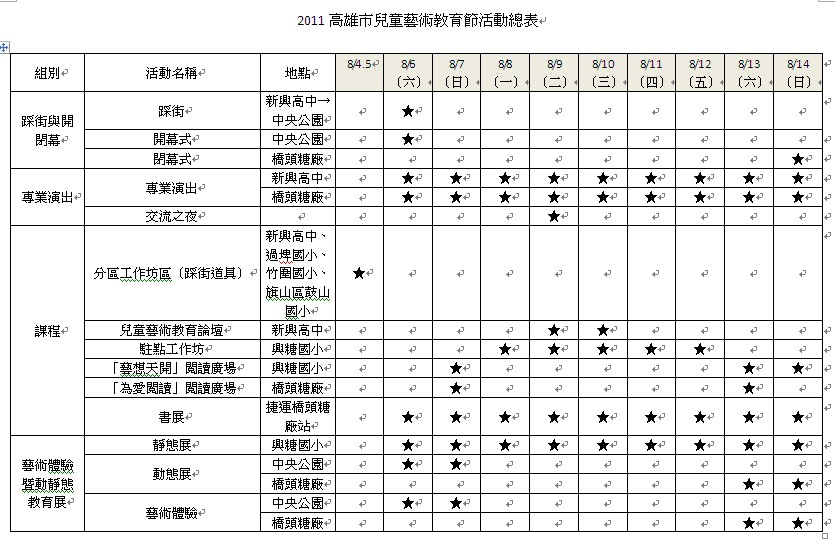 2011 高雄市兒童藝術教育節活動總表
組別 活動名稱 地點 8/4.5 8/6 8/7 8/8 8/9 8/10 8/11 8/12 8/13 8/14
(六) (日) (一) (二) (三) (四) (五) (六) (日)
踩街與開
閉幕
踩街 新興高中→
中央公園 ★
開幕式 中央公園 ★
閉幕式 橋頭糖廠 ★
專業演出
專業演出 新興高中 ★ ★ ★ ★ ★ ★ ★ ★ ★
橋頭糖廠 ★ ★ ★ ★ ★ ★ ★ ★ ★
交流之夜 ★
課程
分區工作坊區〔踩街道具〕 新興高中、
過埤國小、
竹圍國小、
旗山區鼓山
國小 ★
兒童藝術教育論壇 新興高中 ★ ★
駐點工作坊 興糖國小 ★ ★ ★ ★ ★
「藝想天開」閱讀廣場 興糖國小 ★ ★ ★
「為愛閱讀」閱讀廣場 橋頭糖廠 ★ ★
書展 捷運橋頭糖
廠站 ★ ★ ★ ★ ★ ★ ★ ★ ★
藝術體驗
暨動靜態
教育展
靜態展 興糖國小 ★ ★ ★ ★ ★ ★ ★ ★ ★
動態展 中央公園 ★ ★
橋頭糖廠 ★ ★
藝術體驗 中央公園 ★ ★
橋頭糖廠 ★ ★